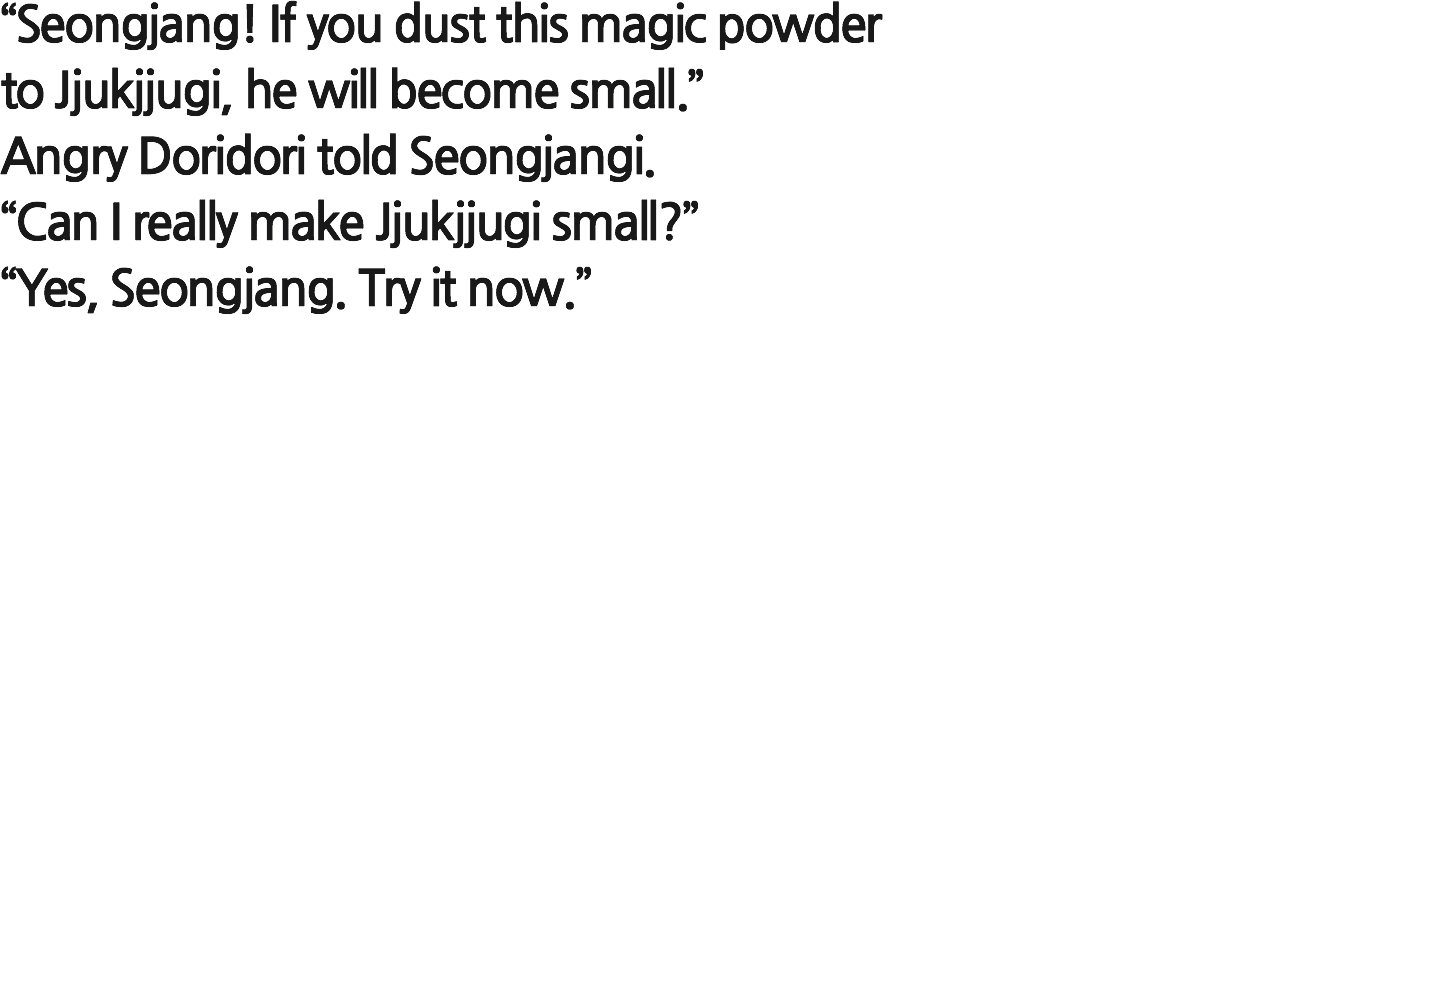 “Seongjang! If you dust this magic powder
to Jjukjjugi, he will become small.”
Angry Doridori told Seongjangi.
“Can I really make Jjukjjugi small?”
“Yes, Seongjang. Try it now.”